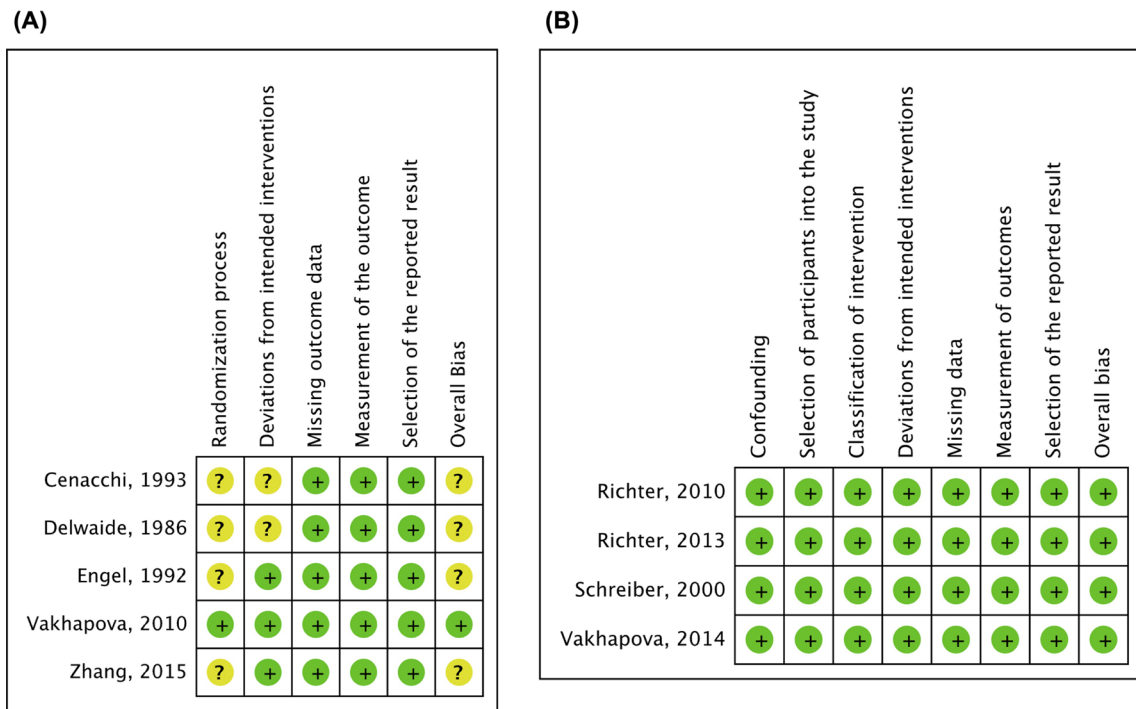 (A)
Randomization process
Deviations from intended interventions
Missing outcome data
Measurement of the outcome
Selection of the reported result
Overall Bias
Cenacchi, 1993 ? ? + + + ?
Delwaide, 1986 ? ? + + + ?
Engel, 1992 ? + + + + ?
Vakhapova, 2010 + + + + + +
Zhang, 2015 ? + + + + ?
(B)
Confounding
Selection of participants into the study
Classification of intervention
Deviations from intended interventions
Missing data
Measurement of outcomes
Selection of the reported result
Overall bias
Richter, 2010 + + + + + + + +
Richter, 2013 + + + + + + + +
Schreiber, 2000 + + + + + + + +
Vakhapova, 2014 + + + + + + + +